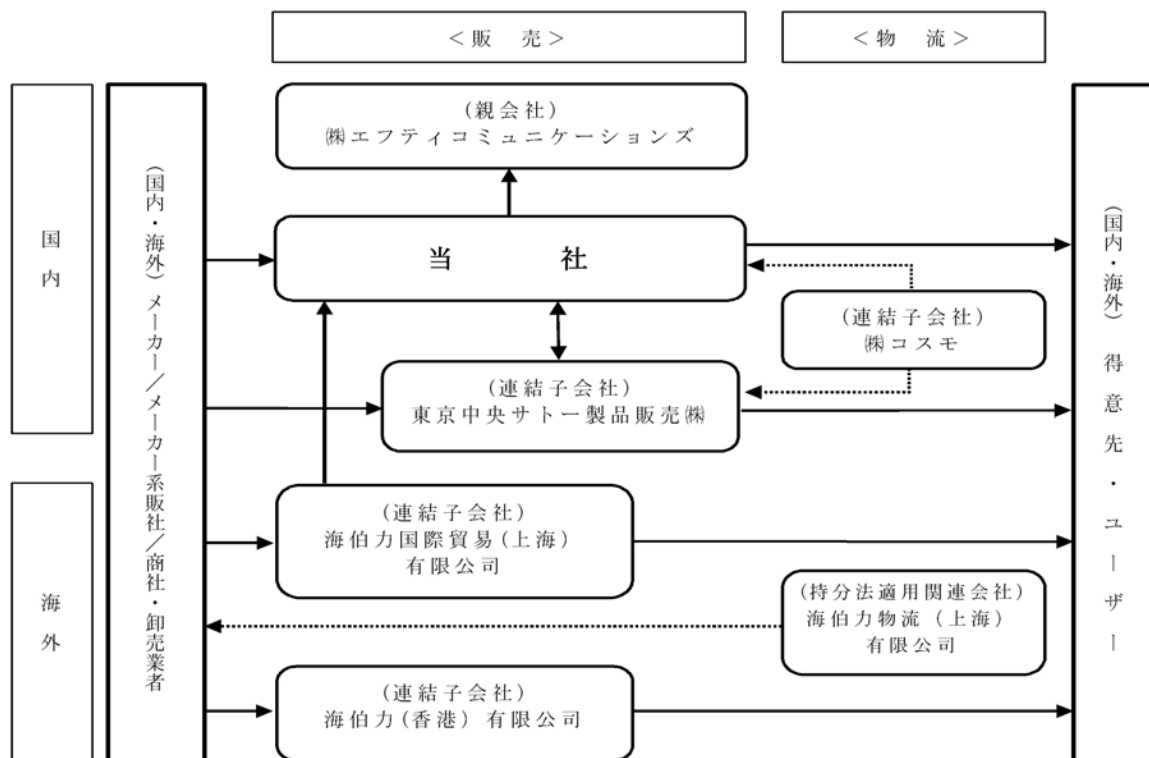 ＜販 売＞
＜物 流＞
国内
(国内・海外) メーカー／メーカー系販社／商社・卸売業者
(親会社)
㈱エフティコミュニケーションズ
当 社
(連結子会社)
㈱コスモ
(連結子会社)
東京中央サトー製品販売㈱
(国内・海外) 得意先・ユーザー
海外
(連結子会社)
海伯力国際貿易(上海)
有限公司
(持分法適用関連会社)
海伯力物流(上海)
有限公司
(連結子会社)
海伯力(香港)有限公司